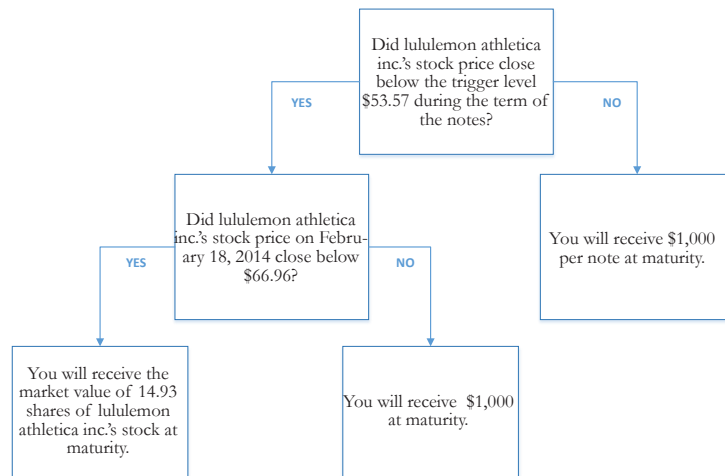 Did lululemon athletica
inc.'s stock price close
below the trigger level
$53.57 during the term of
the notes?
YES
NO
Did lululemon athletica
inc.'s stock price on Febru-
ary 18, 2014 close below
$66.96?
You will receive $1,000
per note at maturity.
YES
NO
You will receive the
market value of 14.93
shares of lululemon
athletica inc.'s stock at
maturity.
You will receive $1,000
at maturity.